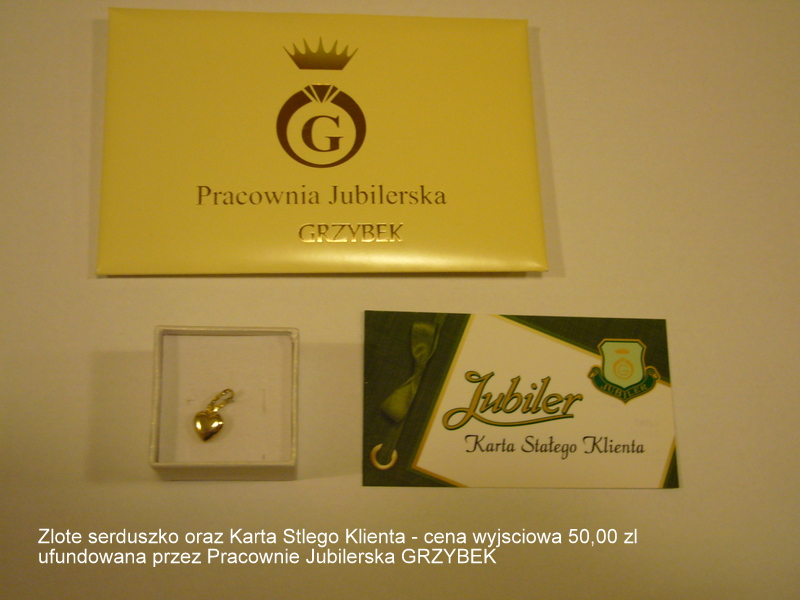 G
Pracownia Jubilerska
GRZYBEK
Jubiler
JUBILER
Karta Stałego Klienta
Zlote serduszko oraz Karta Stlego Klienta - cena wyjsciowa 50,00 zl
ufundowana przez Pracownie Jubilerska GRZYBEK